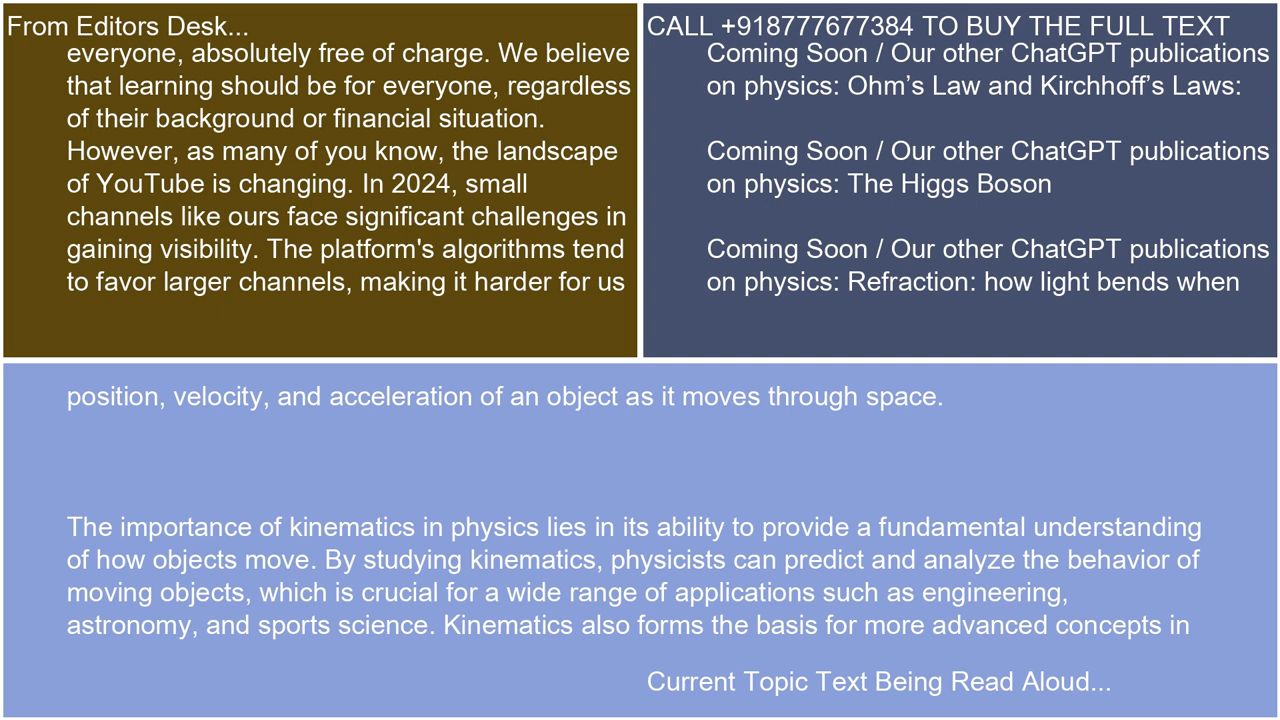 From Editors Desk...
everyone, absolutely free of charge. We believe
that learning should be for everyone, regardless
of their background or financial situation.
However, as many of you know, the landscape
of YouTube is changing. In 2024, small
channels like ours face significant challenges in
gaining visibility. The platform's algorithms tend
to favor larger channels, making it harder for us
CALL +918777677384 TO BUY THE FULL TEXT
Coming Soon / Our other ChatGPT publications
on physics: Ohm’s Law and Kirchhoff’s Laws:
Coming Soon / Our other ChatGPT publications
on physics: The Higgs Boson
Coming Soon / Our other ChatGPT publications
on physics: Refraction: how light bends when
position, velocity, and acceleration of an object as it moves through space.
The importance of kinematics in physics lies in its ability to provide a fundamental understanding
of how objects move. By studying kinematics, physicists can predict and analyze the behavior of
moving objects, which is crucial for a wide range of applications such as engineering,
astronomy, and sports science. Kinematics also forms the basis for more advanced concepts in
Current Topic Text Being Read Aloud...